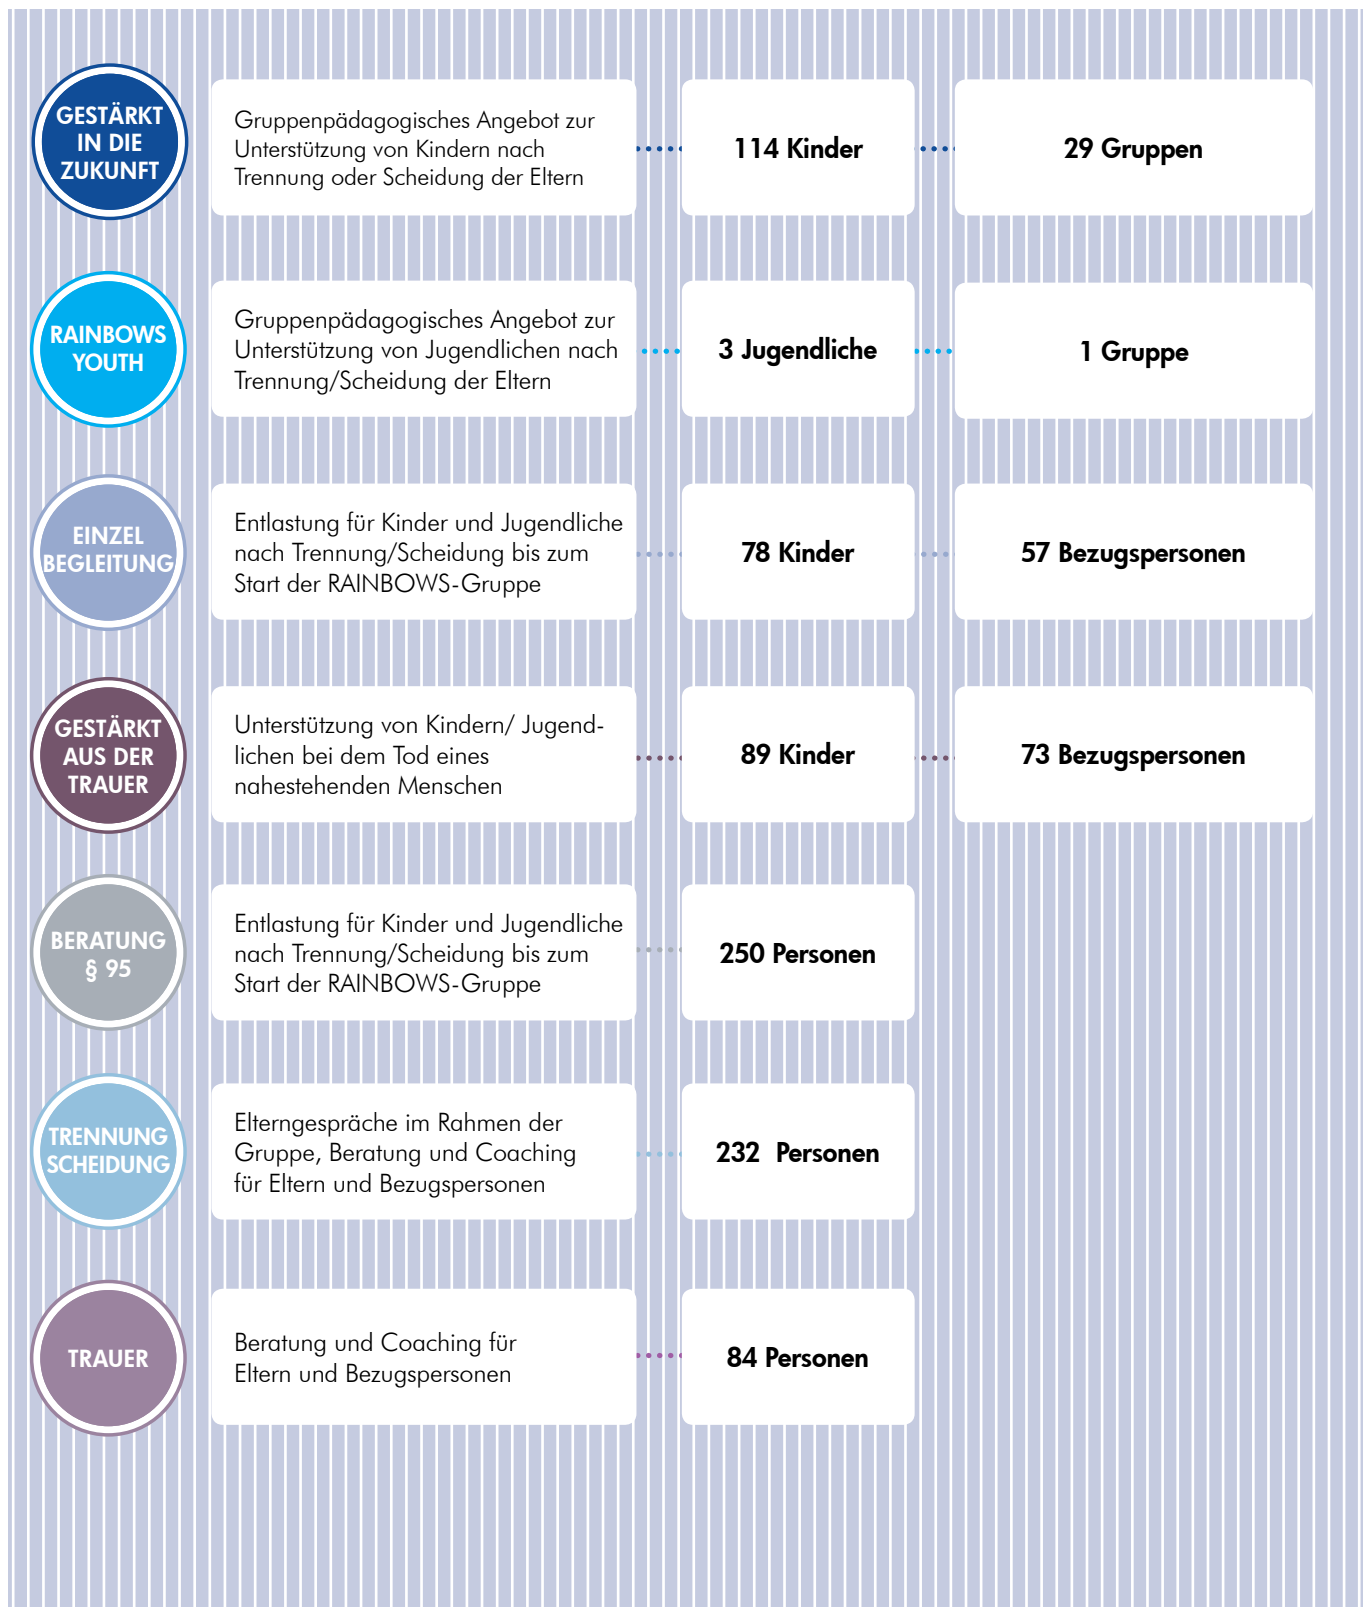 GESTÄRKT
IN DIE
ZUKUNFT
Gruppenpädagogisches Angebot zur
Unterstützung von Kindern nach
Trennung oder Scheidung der Eltern
114 Kinder
29 Gruppen
RAINBOWS
YOUTH
Gruppenpädagogisches Angebot zur
Unterstützung von Jugendlichen nach
Trennung/Scheidung der Eltern
3 Jugendliche
1 Gruppe
EINZEL
BEGLEITUNG
Entlastung für Kinder und Jugendliche
nach Trennung/Scheidung bis zum
Start der RAINBOWS-Gruppe
78 Kinder
57 Bezugspersonen
GESTÄRKT
AUS DER
TRAUER
Unterstützung von Kindern/ Jugend-
lichen bei dem Tod eines
nahestehenden Menschen
89 Kinder
73 Bezugspersonen
BERATUNG
§ 95
Entlastung für Kinder und Jugendliche
nach Trennung/Scheidung bis zum
Start der RAINBOWS-Gruppe
250 Personen
TRENNUNG
SCHEIDUNG
Elterngespräche im Rahmen der
Gruppe, Beratung und Coaching
für Eltern und Bezugspersonen
232 Personen
TRAUER
Beratung und Coaching für
Eltern und Bezugspersonen
84 Personen